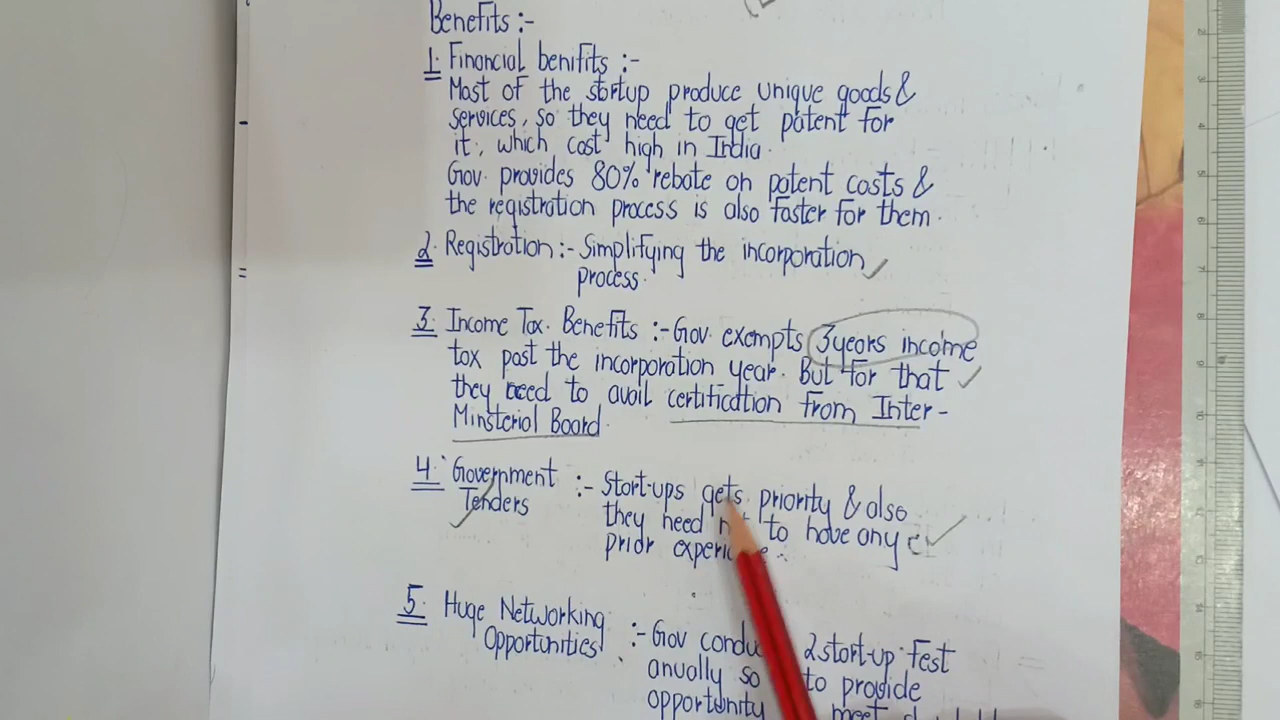 Benefits :-
1. Financial benifits :-
Most of the startup produce unique goods &
services, so they need to get patent for
it, which cost high in India.
Gov. provides 80% rebate on patent costs &
the registration process is also faster for them.
2. Registration :- Simplifying the incorporation
process.
3. Income Tax. Benefits :- Gov. exempts 3years income
tax past the incorporation year. But for that
they need to avail certification from Inter-
Minsterial Board.
4. Government :- Start-ups gets priority & also
Tenders they need to have any
prior
5. Huge Networking :- Gov 2 start-up Fest
Opportunities anually so to provide
opportunity meet